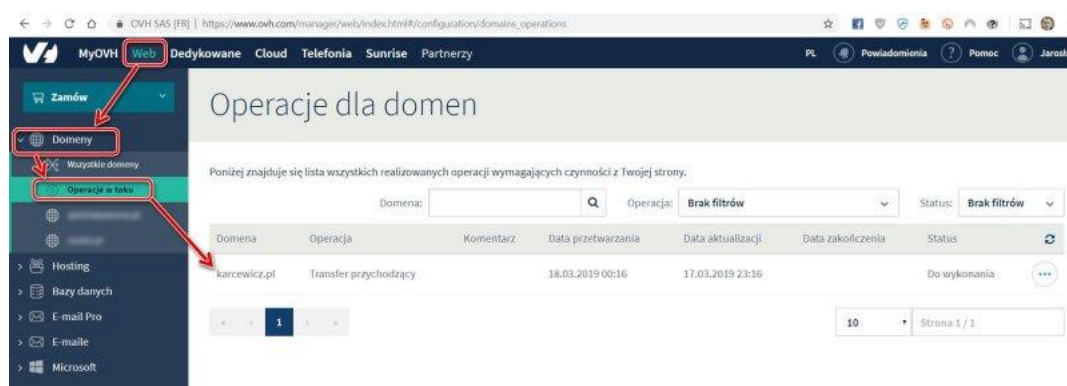 OVH SAS [FR] | https://www.ovh.com/manager/web/index.html#/configuration/domains_operations
MyOVH Web Dedykowane Cloud Telefonia Sunrise Partnerzy PL Powiadomienia ? Pomoc Jarosł
Zamów
Operacje dla domen
Domeny
Wszystkie domeny
Operacje w toku
Poniżej znajduje się lista wszystkich realizowanych operacji wymagających czynności z Twojej strony.
Domena: Operacja: Brak filtrów Status: Brak filtrów
Domena Operacja Komentarz Data przetwarzania Data aktualizacji Data zakończenia Status
karcewicz.pl Transfer przychodzący 18.03.2019 00:16 17.03.2019 23:16 Do wykonania
Hosting
Bazy danych
E-mail Pro
E-maile
Microsoft
« ‹ 1 › » 10 Strona 1 / 1